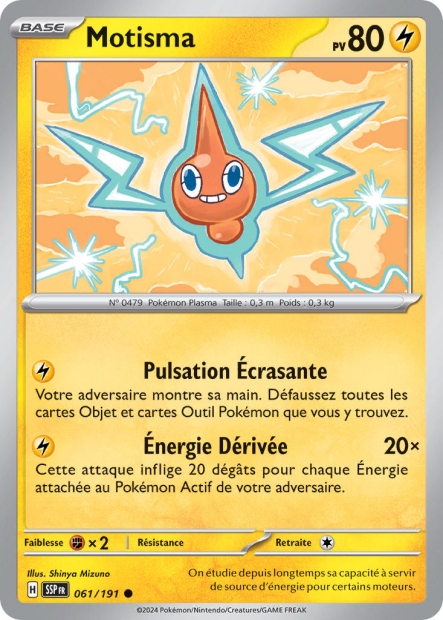 BASE
Motisma
PV 80
N° 0479 Pokémon Plasma Taille : 0,3 m Poids : 0,3 kg
Pulsation Écrasante
Votre adversaire montre sa main. Défaussez toutes les
cartes Objet et cartes Outil Pokémon que vous y trouvez.
Énergie Dérivée 20×
Cette attaque inflige 20 dégâts pour chaque Énergie
attachée au Pokémon Actif de votre adversaire.
Faiblesse ×2 Résistance Retraite
Illus. Shinya Mizuno
H SSP FR 061/191
On étudie depuis longtemps sa capacité à servir
de source d'énergie pour certains moteurs.
©2024 Pokémon/Nintendo/Creatures/GAME FREAK